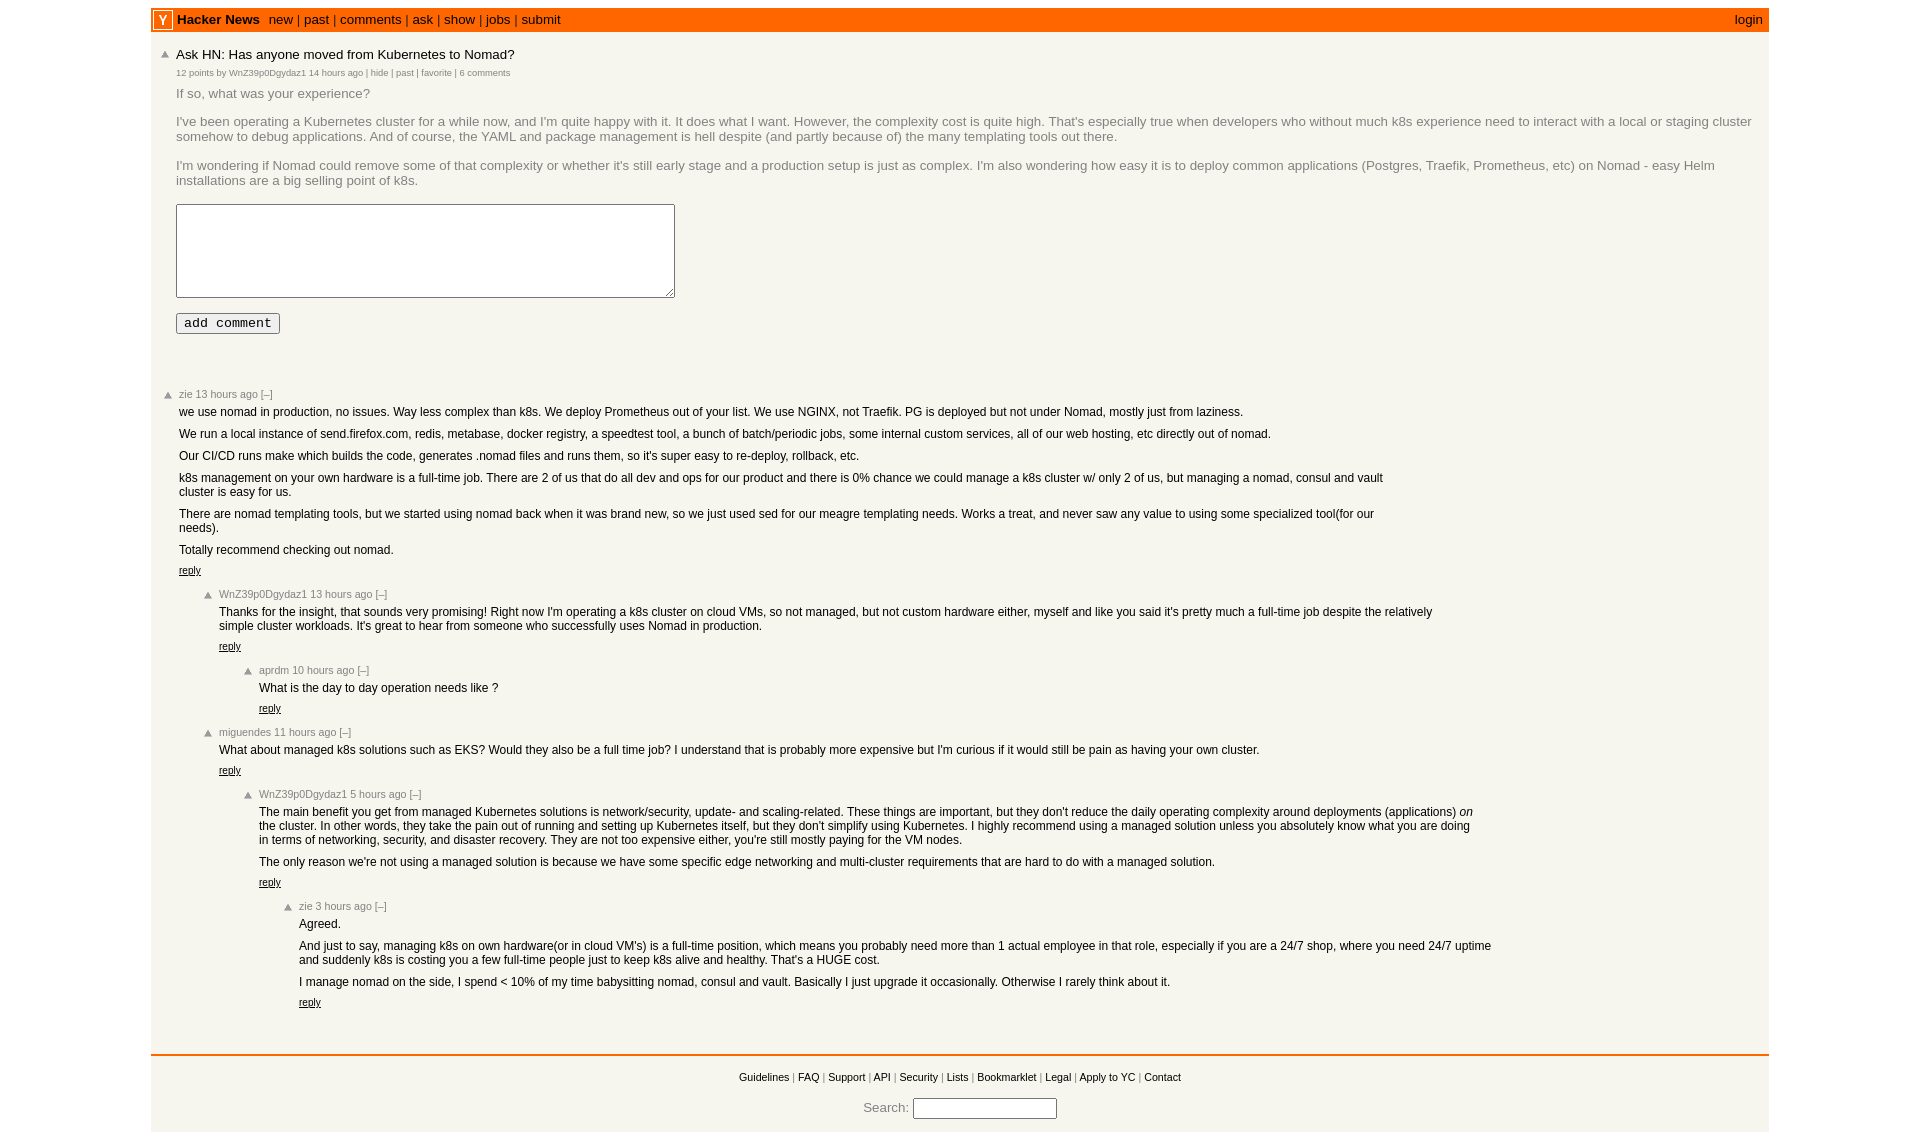 Y Hacker News new | past | comments | ask | show | jobs | submit login
Ask HN: Has anyone moved from Kubernetes to Nomad?
12 points by WnZ39p0Dgydaz1 14 hours ago | hide | past | favorite | 6 comments
If so, what was your experience?
I've been operating a Kubernetes cluster for a while now, and I'm quite happy with it. It does what I want. However, the complexity cost is quite high. That's especially true when developers who without much k8s experience need to interact with a local or staging cluster
somehow to debug applications. And of course, the YAML and package management is hell despite (and partly because of) the many templating tools out there.
I'm wondering if Nomad could remove some of that complexity or whether it's still early stage and a production setup is just as complex. I'm also wondering how easy it is to deploy common applications (Postgres, Traefik, Prometheus, etc) on Nomad - easy Helm
installations are a big selling point of k8s.
add comment
zie 13 hours ago [–]
we use nomad in production, no issues. Way less complex than k8s. We deploy Prometheus out of your list. We use NGINX, not Traefik. PG is deployed but not under Nomad, mostly just from laziness.
We run a local instance of send.firefox.com, redis, metabase, docker registry, a speedtest tool, a bunch of batch/periodic jobs, some internal custom services, all of our web hosting, etc directly out of nomad.
Our CI/CD runs make which builds the code, generates .nomad files and runs them, so it's super easy to re-deploy, rollback, etc.
k8s management on your own hardware is a full-time job. There are 2 of us that do all dev and ops for our product and there is 0% chance we could manage a k8s cluster w/ only 2 of us, but managing a nomad, consul and vault
cluster is easy for us.
There are nomad templating tools, but we started using nomad back when it was brand new, so we just used sed for our meagre templating needs. Works a treat, and never saw any value to using some specialized tool(for our
needs).
Totally recommend checking out nomad.
reply
WnZ39p0Dgydaz1 13 hours ago [–]
Thanks for the insight, that sounds very promising! Right now I'm operating a k8s cluster on cloud VMs, so not managed, but not custom hardware either, myself and like you said it's pretty much a full-time job despite the relatively
simple cluster workloads. It's great to hear from someone who successfully uses Nomad in production.
reply
aprdm 10 hours ago [–]
What is the day to day operation needs like ?
reply
miguendes 11 hours ago [–]
What about managed k8s solutions such as EKS? Would they also be a full time job? I understand that is probably more expensive but I'm curious if it would still be pain as having your own cluster.
reply
WnZ39p0Dgydaz1 5 hours ago [–]
The main benefit you get from managed Kubernetes solutions is network/security, update- and scaling-related. These things are important, but they don't reduce the daily operating complexity around deployments (applications) on
the cluster. In other words, they take the pain out of running and setting up Kubernetes itself, but they don't simplify using Kubernetes. I highly recommend using a managed solution unless you absolutely know what you are doing
in terms of networking, security, and disaster recovery. They are not too expensive either, you're still mostly paying for the VM nodes.
The only reason we're not using a managed solution is because we have some specific edge networking and multi-cluster requirements that are hard to do with a managed solution.
reply
zie 3 hours ago [–]
Agreed.
And just to say, managing k8s on own hardware(or in cloud VM's) is a full-time position, which means you probably need more than 1 actual employee in that role, especially if you are a 24/7 shop, where you need 24/7 uptime
and suddenly k8s is costing you a few full-time people just to keep k8s alive and healthy. That's a HUGE cost.
I manage nomad on the side, I spend < 10% of my time babysitting nomad, consul and vault. Basically I just upgrade it occasionally. Otherwise I rarely think about it.
reply
Guidelines | FAQ | Support | API | Security | Lists | Bookmarklet | Legal | Apply to YC | Contact
Search: